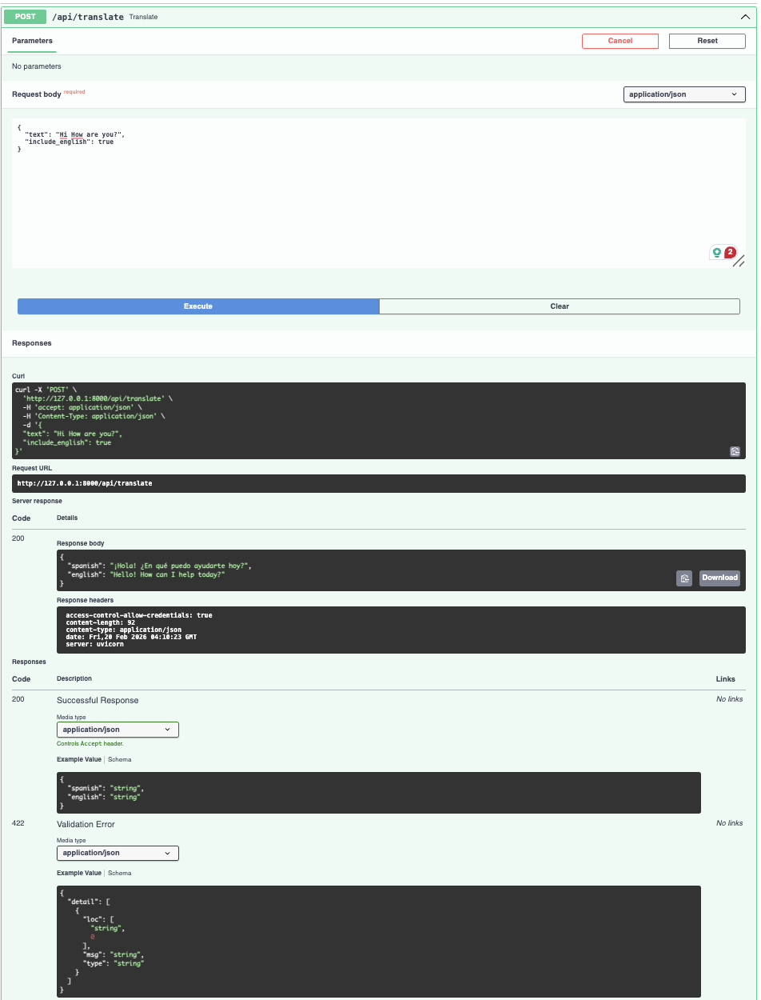 POST /api/translate Translate
Parameters
Cancel
Reset
No parameters
Request body required
application/json
{
  "text": "Hi How are you?",
  "include_english": true
}
2
Execute
Clear
Responses
Curl
curl -X 'POST' \
  'http://127.0.0.1:8000/api/translate' \
  -H 'accept: application/json' \
  -H 'Content-Type: application/json' \
  -d '{
  "text": "Hi How are you?",
  "include_english": true
}'
Request URL
http://127.0.0.1:8000/api/translate
Server response
Code Details
200
Response body
{
  "spanish": "¡Hola! ¿En qué puedo ayudarte hoy?",
  "english": "Hello! How can I help today?"
}
Download
Response headers
access-control-allow-credentials: true
content-length: 92
content-type: application/json
date: Fri,20 Feb 2026 04:10:23 GMT
server: uvicorn
Responses
Code Description Links
200 Successful Response No links
Media type
application/json
Controls Accept header.
Example Value | Schema
{
  "spanish": "string",
  "english": "string"
}
422 Validation Error No links
Media type
application/json
Example Value | Schema
{
  "detail": [
    {
      "loc": [
        "string",
        0
      ],
      "msg": "string",
      "type": "string"
    }
  ]
}